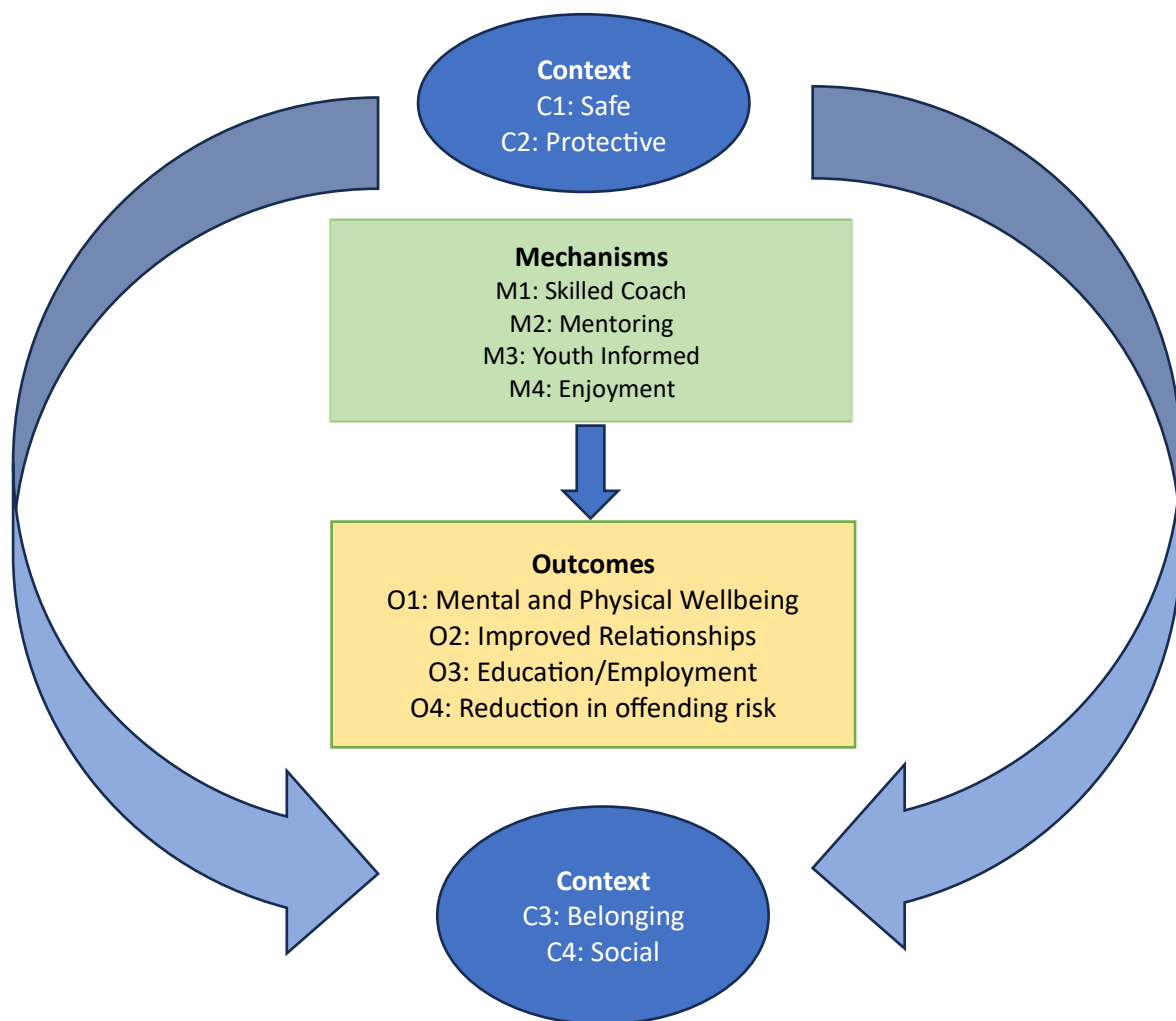 Context
C1: Safe
C2: Protective
Mechanisms
M1: Skilled Coach
M2: Mentoring
M3: Youth Informed
M4: Enjoyment
Outcomes
O1: Mental and Physical Wellbeing
O2: Improved Relationships
O3: Education/Employment
O4: Reduction in offending risk
Context
C3: Belonging
C4: Social